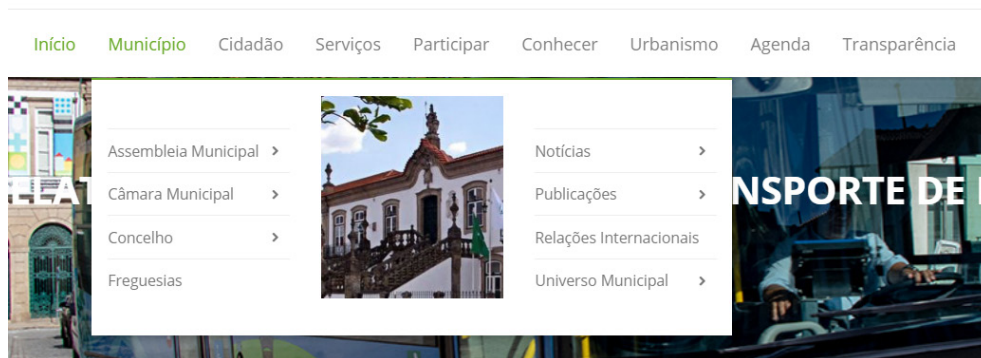 Início Município Cidadão Serviços Participar Conhecer Urbanismo Agenda Transparência
Assembleia Municipal
Câmara Municipal
Concelho
Freguesias
Notícias
Publicações
Relações Internacionais
Universo Municipal
NSPORTE DE